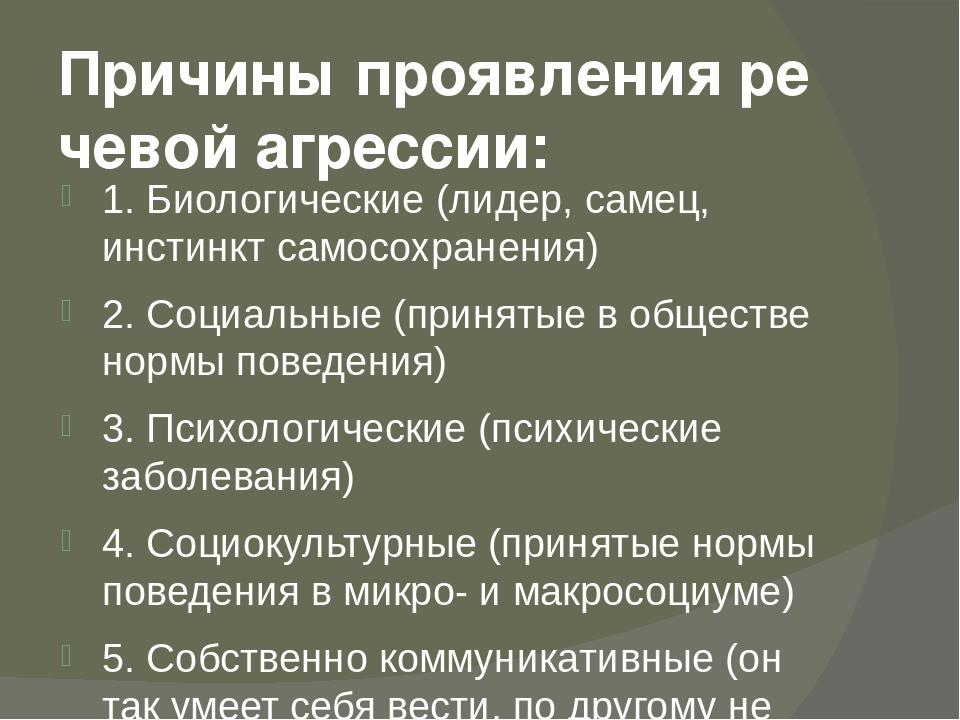 Причины проявления ре
чевой агрессии:
1. Биологические (лидер, самец,
инстинкт самосохранения)
2. Социальные (принятые в обществе
нормы поведения)
3. Психологические (психические
заболевания)
4. Социокультурные (принятые нормы
поведения в микро- и макросоциуме)
5. Собственно коммуникативные (он
так умеет себя вести, по другому не